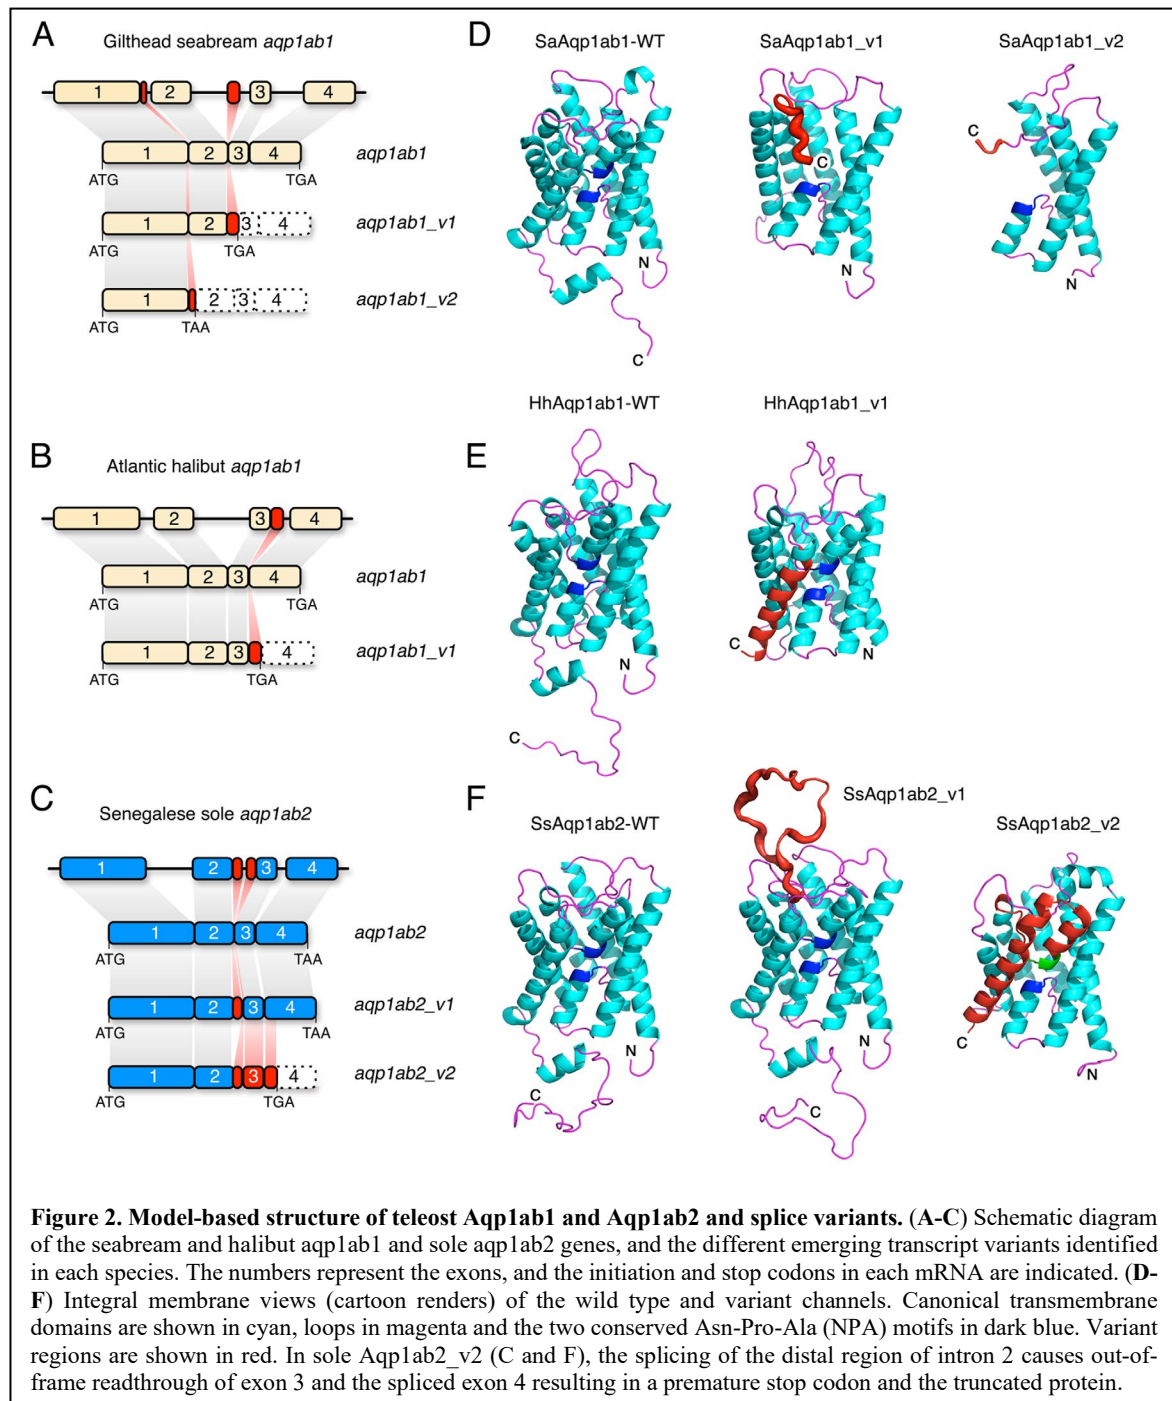 A
Gilthead seabream aqp1ab1
1 2 3 4
1 2 3 4
aqp1ab1
ATG TGA
1 2 3 4
aqp1ab1_v1
ATG TGA
1 2 3 4
aqp1ab1_v2
ATG TAA
D
SaAqp1ab1-WT
N
C
SaAqp1ab1_v1
C
N
SaAqp1ab1_v2
C
N
B
Atlantic halibut aqp1ab1
1 2 3 4
1 2 3 4
aqp1ab1
ATG TGA
1 2 3 4
aqp1ab1_v1
ATG TGA
E
HhAqp1ab1-WT
N
C
HhAqp1ab1_v1
C
N
C
Senegalese sole aqp1ab2
1 2 3 4
1 2 3 4
aqp1ab2
ATG TAA
1 2 3 4
aqp1ab2_v1
ATG TAA
1 2 3 4
aqp1ab2_v2
ATG TGA
F
SsAqp1ab2-WT
N
C
SsAqp1ab2_v1
N
C
SsAqp1ab2_v2
C
N
Figure 2. Model-based structure of teleost Aqp1ab1 and Aqp1ab2 and splice variants. (A-C) Schematic diagram
of the seabream and halibut aqp1ab1 and sole aqp1ab2 genes, and the different emerging transcript variants identified
in each species. The numbers represent the exons, and the initiation and stop codons in each mRNA are indicated. (D-
F) Integral membrane views (cartoon renders) of the wild type and variant channels. Canonical transmembrane
domains are shown in cyan, loops in magenta and the two conserved Asn-Pro-Ala (NPA) motifs in dark blue. Variant
regions are shown in red. In sole Aqp1ab2_v2 (C and F), the splicing of the distal region of intron 2 causes out-of-
frame readthrough of exon 3 and the spliced exon 4 resulting in a premature stop codon and the truncated protein.